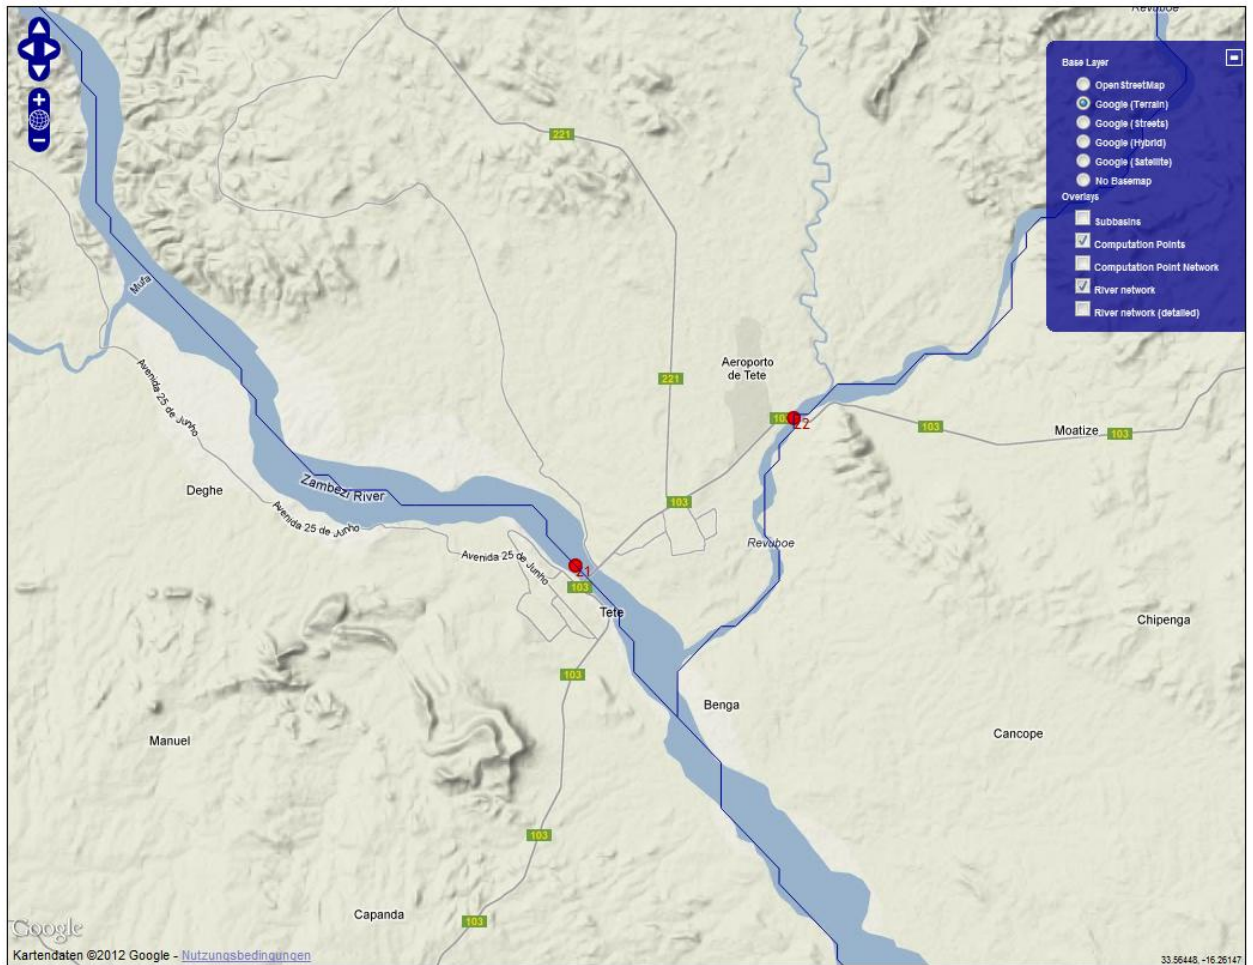 Revuboe
Base Layer
OpenStreetMap
Google (Terrain)
Google (Streets)
Google (Hybrid)
Google (Satellite)
No Basemap
Overlays
Subbasins
Computation Points
Computation Point Network
River network
River network (detailed)
221
Mufa
Aeroporto
de Tete
221
Avenida 25 de Junho
103
22
103
Moatize
103
Deghe
Zambezi River
103
Avenida 25 de Junho
Revuboe
Avenida 25 de Junho
21
103
Tete
Chipenga
103
Benga
Manuel
Cancope
103
Capanda
103
Google
Kartendaten ©2012 Google - Nutzungsbedingungen
33.56448, -16.26147